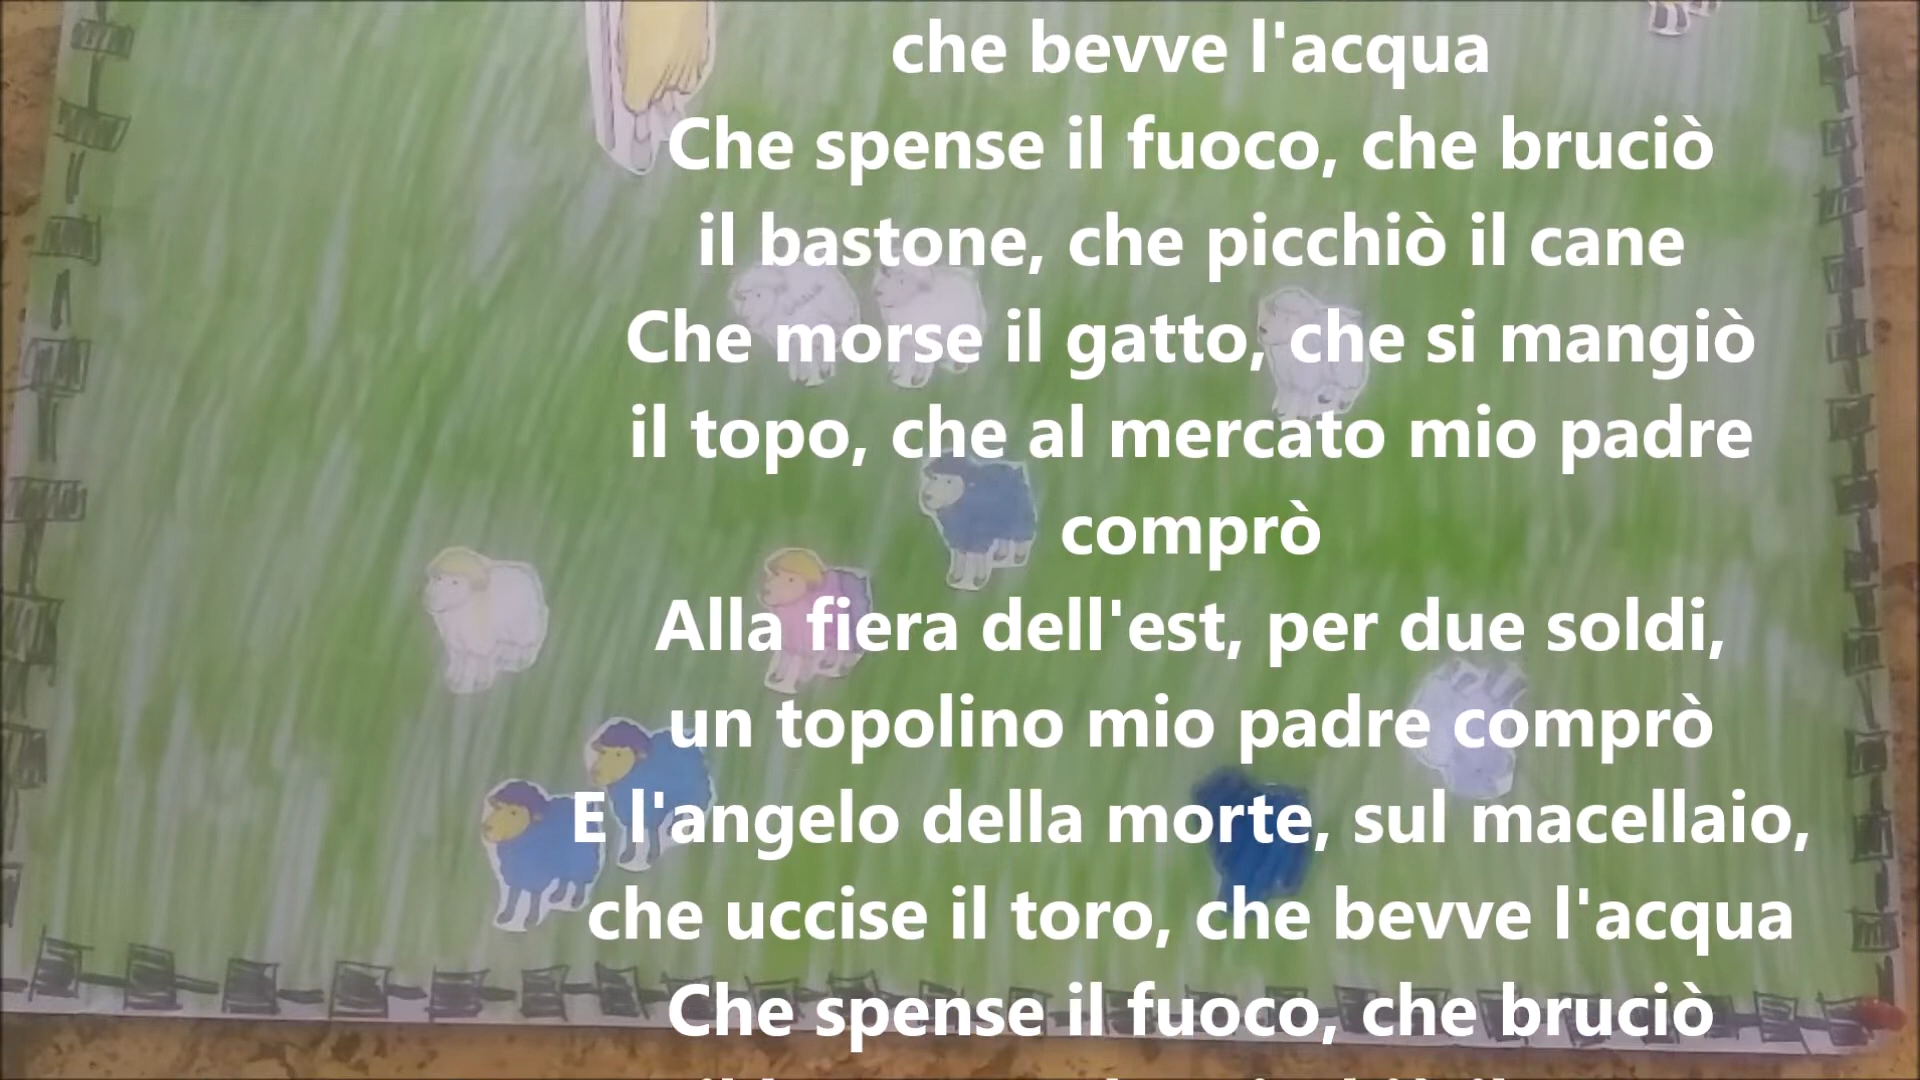 che bevve l'acqua
Che spense il fuoco, che bruciò
il bastone, che picchiò il cane
Che morse il gatto, che si mangiò
il topo, che al mercato mio padre
comprò
Alla fiera dell'est, per due soldi,
un topolino mio padre comprò
E l'angelo della morte, sul macellaio,
che uccise il toro, che bevve l'acqua
Che spense il fuoco, che bruciò